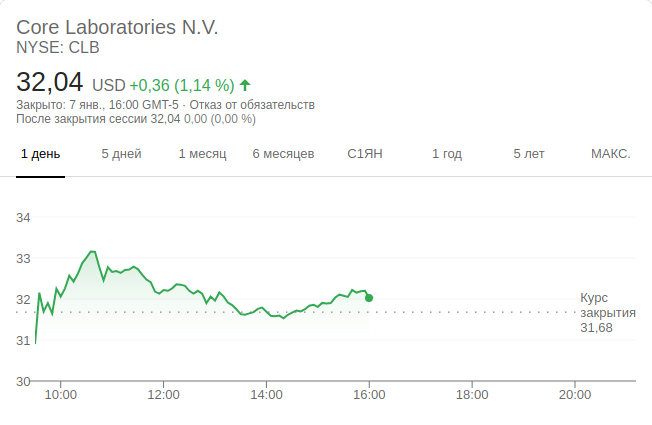 Core Laboratories N.V.
NYSE: CLB
32,04 USD +0,36 (1,14 %)
Закрыто: 7 янв., 16:00 GMT-5 · Отказ от обязательств
После закрытия сессии 32,04 0,00 (0,00 %)
1 день 5 дней 1 месяц 6 месяцев С1ЯН 1 год 5 лет МАКС.
34
33
32
31
30
Курс
закрытия
31,68
10:00 12:00 14:00 16:00 18:00 20:00